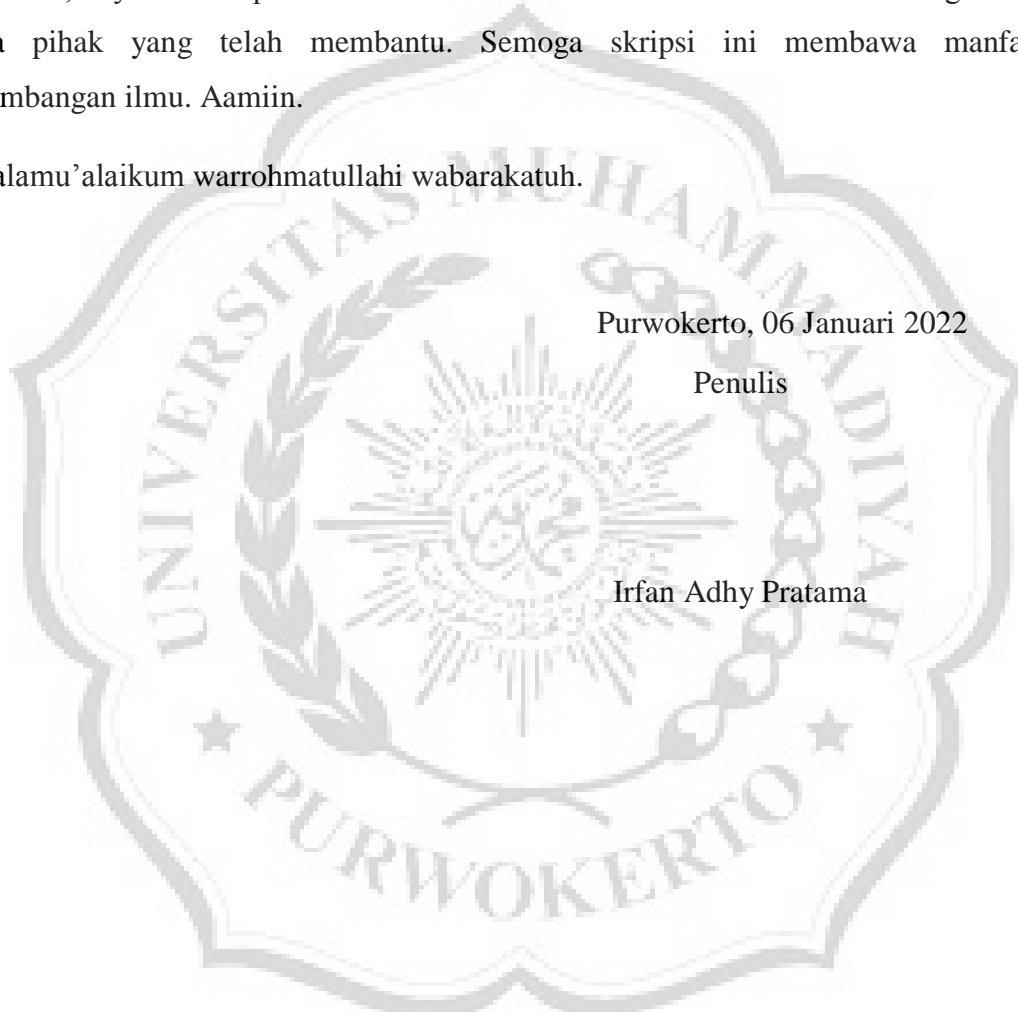 pihak yang telah membantu. Semoga skripsi ini membawa
mbangan ilmu. Aamiin.
alamu’alaikum warrohmatullahi wabarakatuh.
Purwokerto, 06 Januari 2022
Penulis
Irfan Adhy Pratama
UNIVERSITAS MUHAMMADIYAH
PURWOKERTO